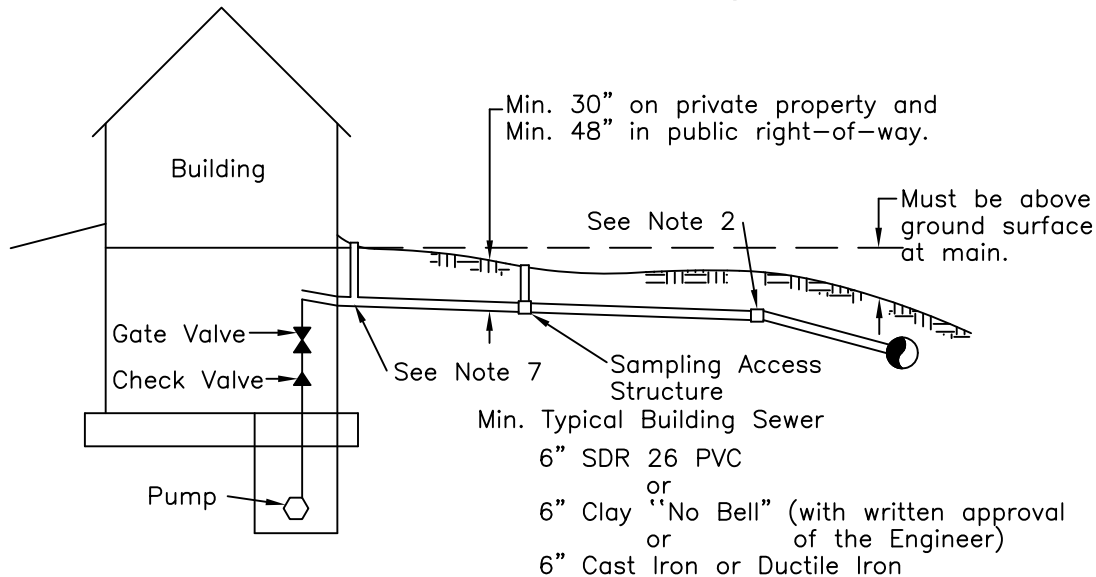 Min. 30” on private property and
Min. 48” in public right-of-way.
Building
Must be above
ground surface
at main.
See Note 2
Gate Valve
Check Valve
See Note 7
Sampling Access
Structure
Min. Typical Building Sewer
6” SDR 26 PVC
or
6” Clay ‘‘No Bell” (with written approval
or of the Engineer)
6” Cast Iron or Ductile Iron
Pump